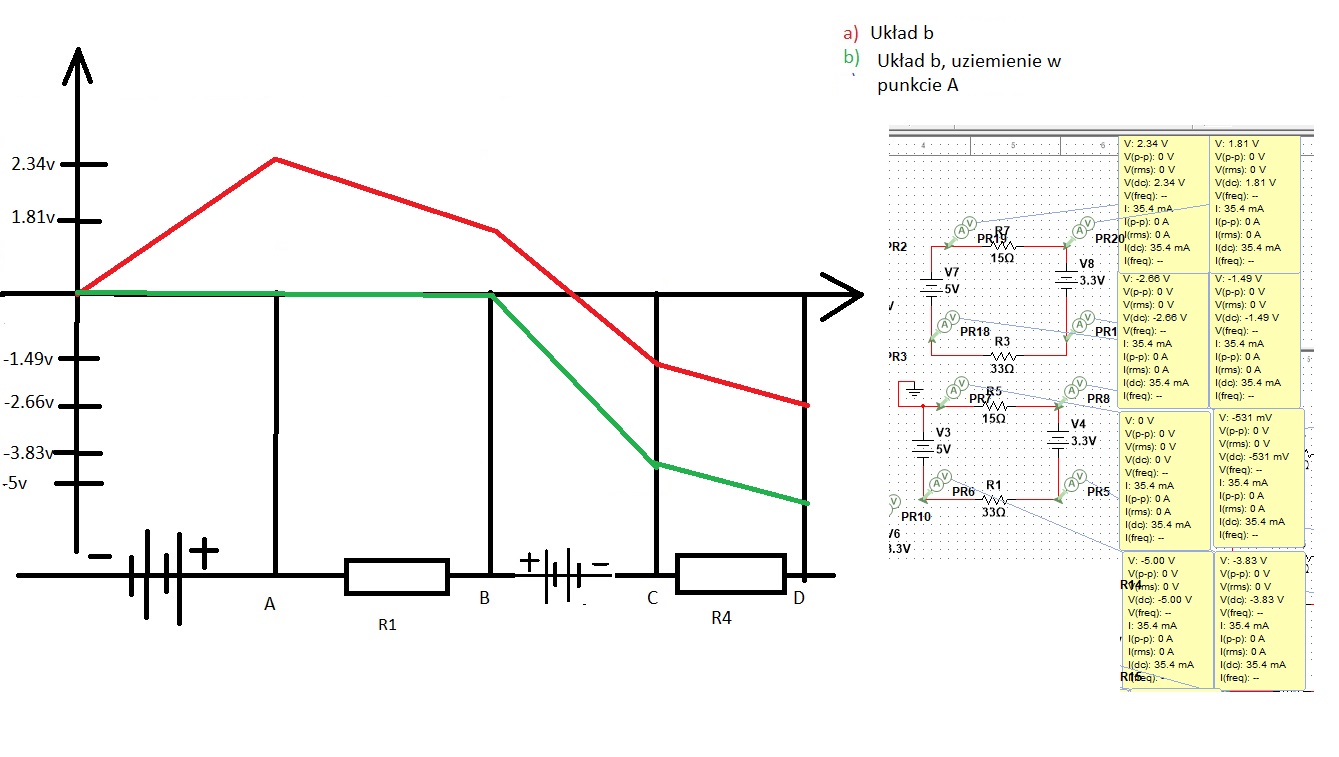 a) Układ b
b) Układ b, uziemienie w
punkcie A
2.34v
1.81v
-1.49v
-2.66v
-3.83v
-5v
A
R1
B
C
R4
D
4
5
6
PR2
PR19
R7
15Ω
PR20
V7
5V
V8
3.3V
V
PR18
PR1
PR3
R3
33Ω
PR7
R5
15Ω
PR8
V3
5V
V4
3.3V
PR6
R1
33Ω
PR5
PR10
V6
3.3V
V: 2.34 V
V(p-p): 0 V
V(rms): 0 V
V(dc): 2.34 V
V(freq): --
I: 35.4 mA
I(p-p): 0 A
I(rms): 0 A
I(dc): 35.4 mA
I(freq): --
V: 1.81 V
V(p-p): 0 V
V(rms): 0 V
V(dc): 1.81 V
V(freq): --
I: 35.4 mA
I(p-p): 0 A
I(rms): 0 A
I(dc): 35.4 mA
I(freq): --
V: -2.66 V
V(p-p): 0 V
V(rms): 0 V
V(dc): -2.66 V
V(freq): --
I: 35.4 mA
I(p-p): 0 A
I(rms): 0 A
I(dc): 35.4 mA
I(freq): --
V: -1.49 V
V(p-p): 0 V
V(rms): 0 V
V(dc): -1.49 V
V(freq): --
I: 35.4 mA
I(p-p): 0 A
I(rms): 0 A
I(dc): 35.4 mA
I(freq): --
V: 0 V
V(p-p): 0 V
V(rms): 0 V
V(dc): 0 V
V(freq): --
I: 35.4 mA
I(p-p): 0 A
I(rms): 0 A
I(dc): 35.4 mA
I(freq): --
V: -531 mV
V(p-p): 0 V
V(rms): 0 V
V(dc): -531 mV
V(freq): --
I: 35.4 mA
I(p-p): 0 A
I(rms): 0 A
I(dc): 35.4 mA
I(freq): --
V: -5.00 V
V(p-p): 0 V
V(rms): 0 V
V(dc): -5.00 V
V(freq): --
I: 35.4 mA
I(p-p): 0 A
I(rms): 0 A
I(dc): 35.4 mA
I(freq): --
V: -3.83 V
V(p-p): 0 V
V(rms): 0 V
V(dc): -3.83 V
V(freq): --
I: 35.4 mA
I(p-p): 0 A
I(rms): 0 A
I(dc): 35.4 mA
I(freq): --
R14
R15